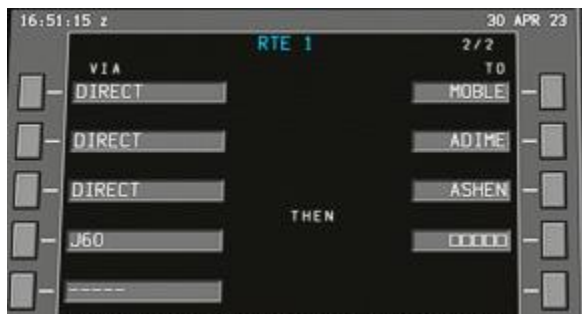 16:51:15 z 30 APR 23
RTE 1 2/2
VIA TO
DIRECT MOBLE
DIRECT ADIME
DIRECT ASHEN
THEN
J60 □□□□□
-----